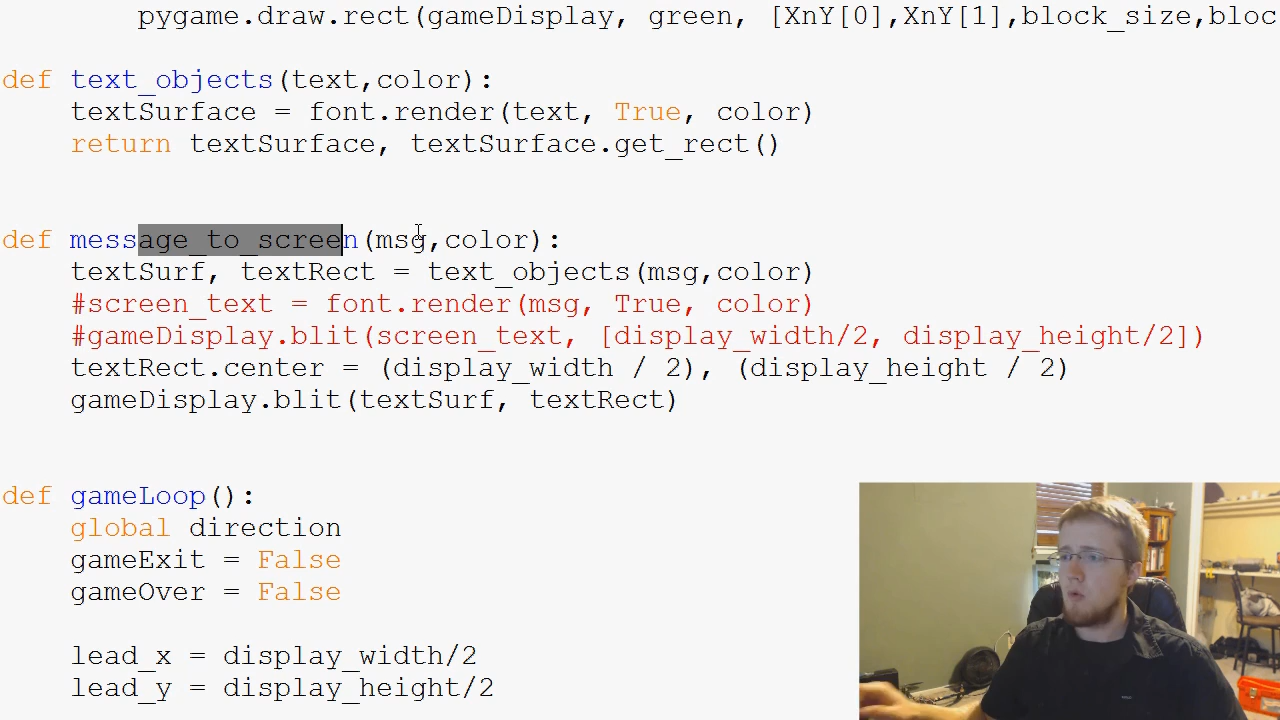 pygame.draw.rect(gameDisplay, green, [XnY[0],XnY[1],block_size,bloc
def text_objects(text,color):
textSurface = font.render(text, True, color)
return textSurface, textSurface.get_rect()
def message_to_screen(msg,color):
textSurf, textRect = text_objects(msg,color)
#screen_text = font.render(msg, True, color)
#gameDisplay.blit(screen_text, [display_width/2, display_height/2])
textRect.center = (display_width / 2), (display_height / 2)
gameDisplay.blit(textSurf, textRect)
def gameLoop():
global direction
gameExit = False
gameOver = False
lead_x = display_width/2
lead_y = display_height/2